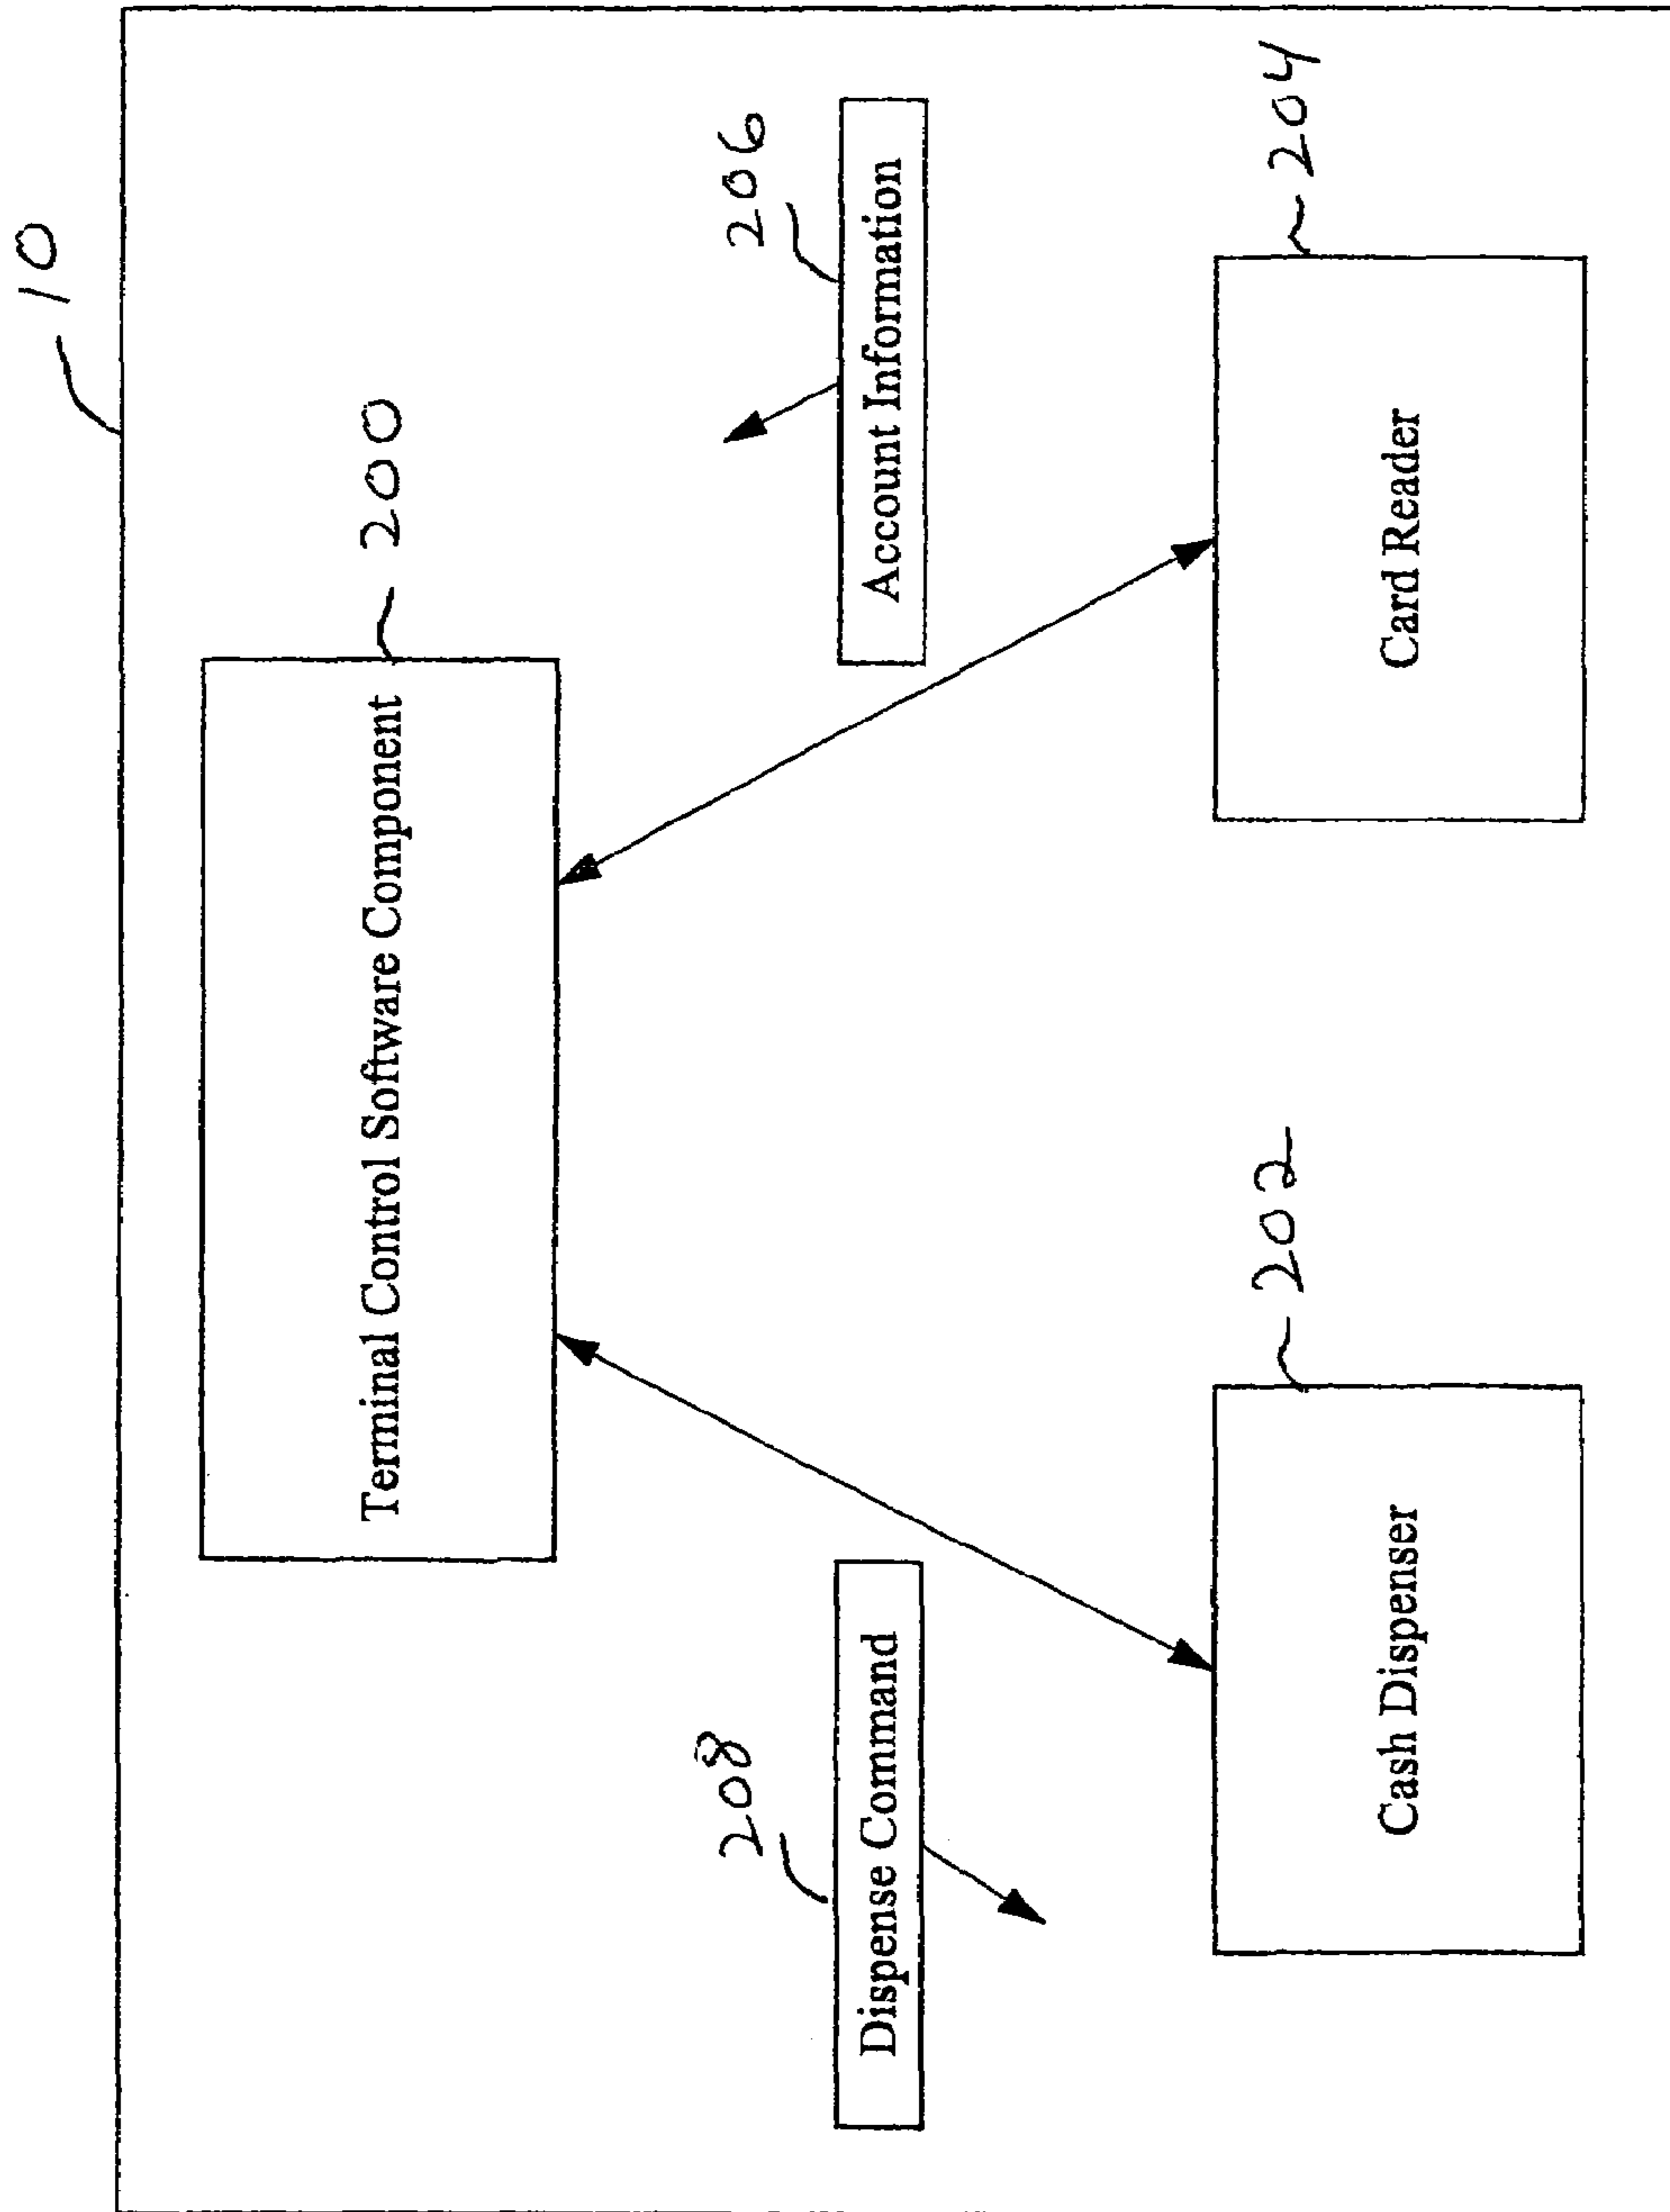 10
Terminal Control Software Component
200
208
Dispense Command
206
Account Information
202
Cash Dispenser
204
Card Reader